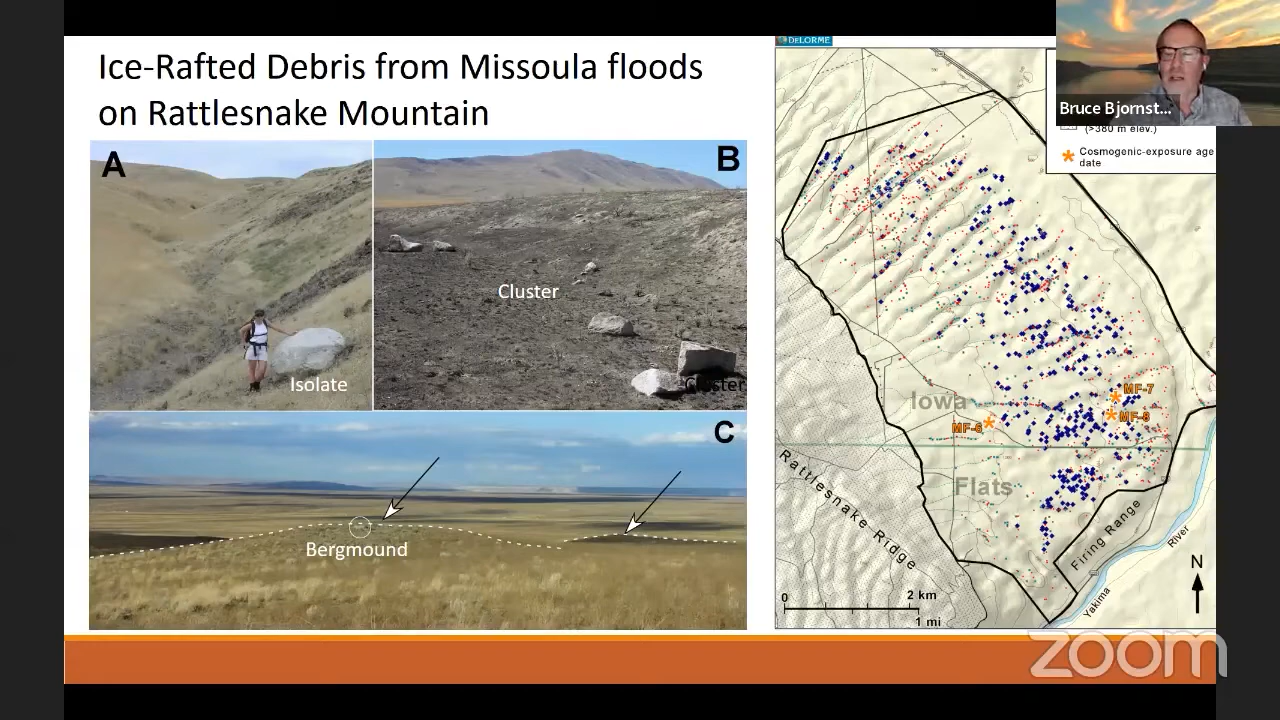 Ice-Rafted Debris from Missoula floods
on Rattlesnake Mountain
A
Isolate
B
Cluster
Cluster
C
Bergmound
DELORME
Bruce Bjornst...
(>380 m elev.)
Cosmogenic-exposure age
date
MF-7
MF-8
MF-6
Iowa
Flats
Rattlesnake Ridge
Firing Range
Yakima
River
N
0
2 km
1 mi
zoom